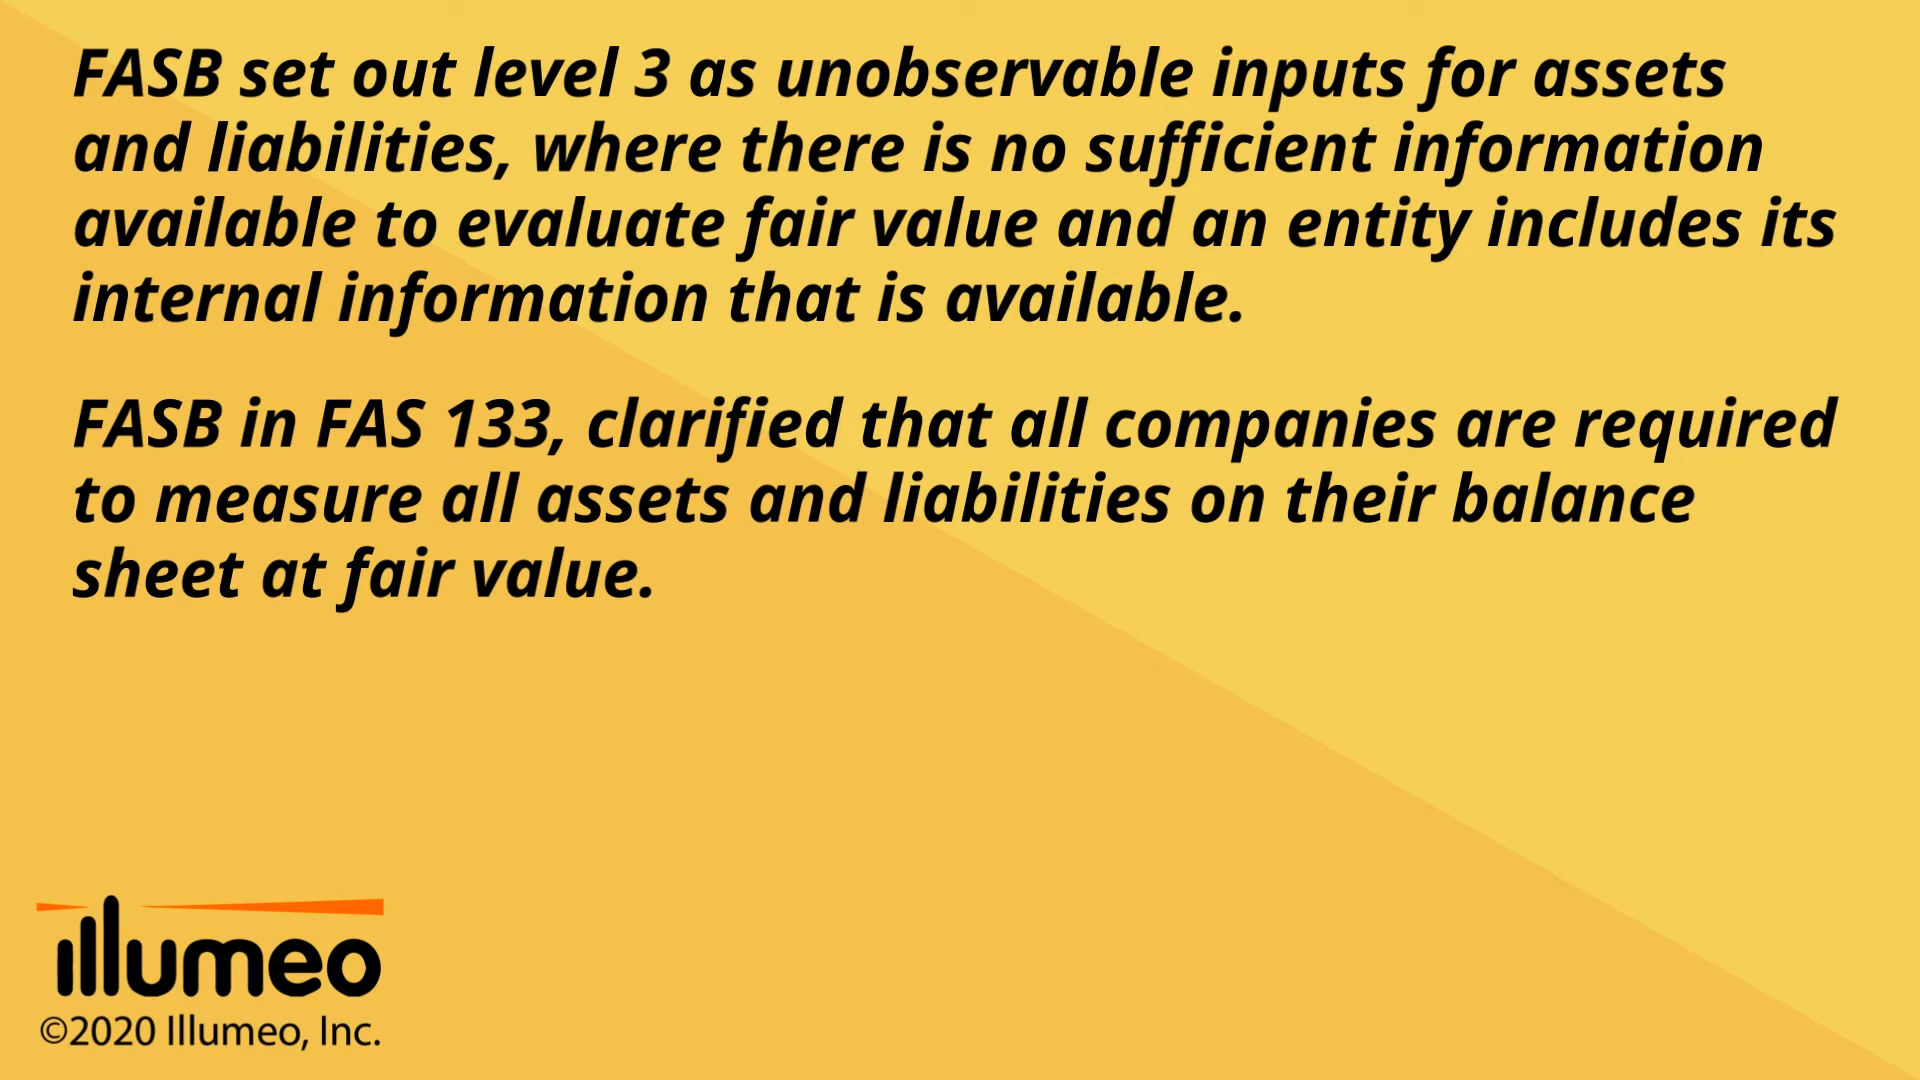 FASB set out level 3 as unobservable inputs for assets
and liabilities, where there is no sufficient information
available to evaluate fair value and an entity includes its
internal information that is available.
FASB in FAS 133, clarified that all companies are required
to measure all assets and liabilities on their balance
sheet at fair value.
illumeo
©2020 Illumeo, Inc.